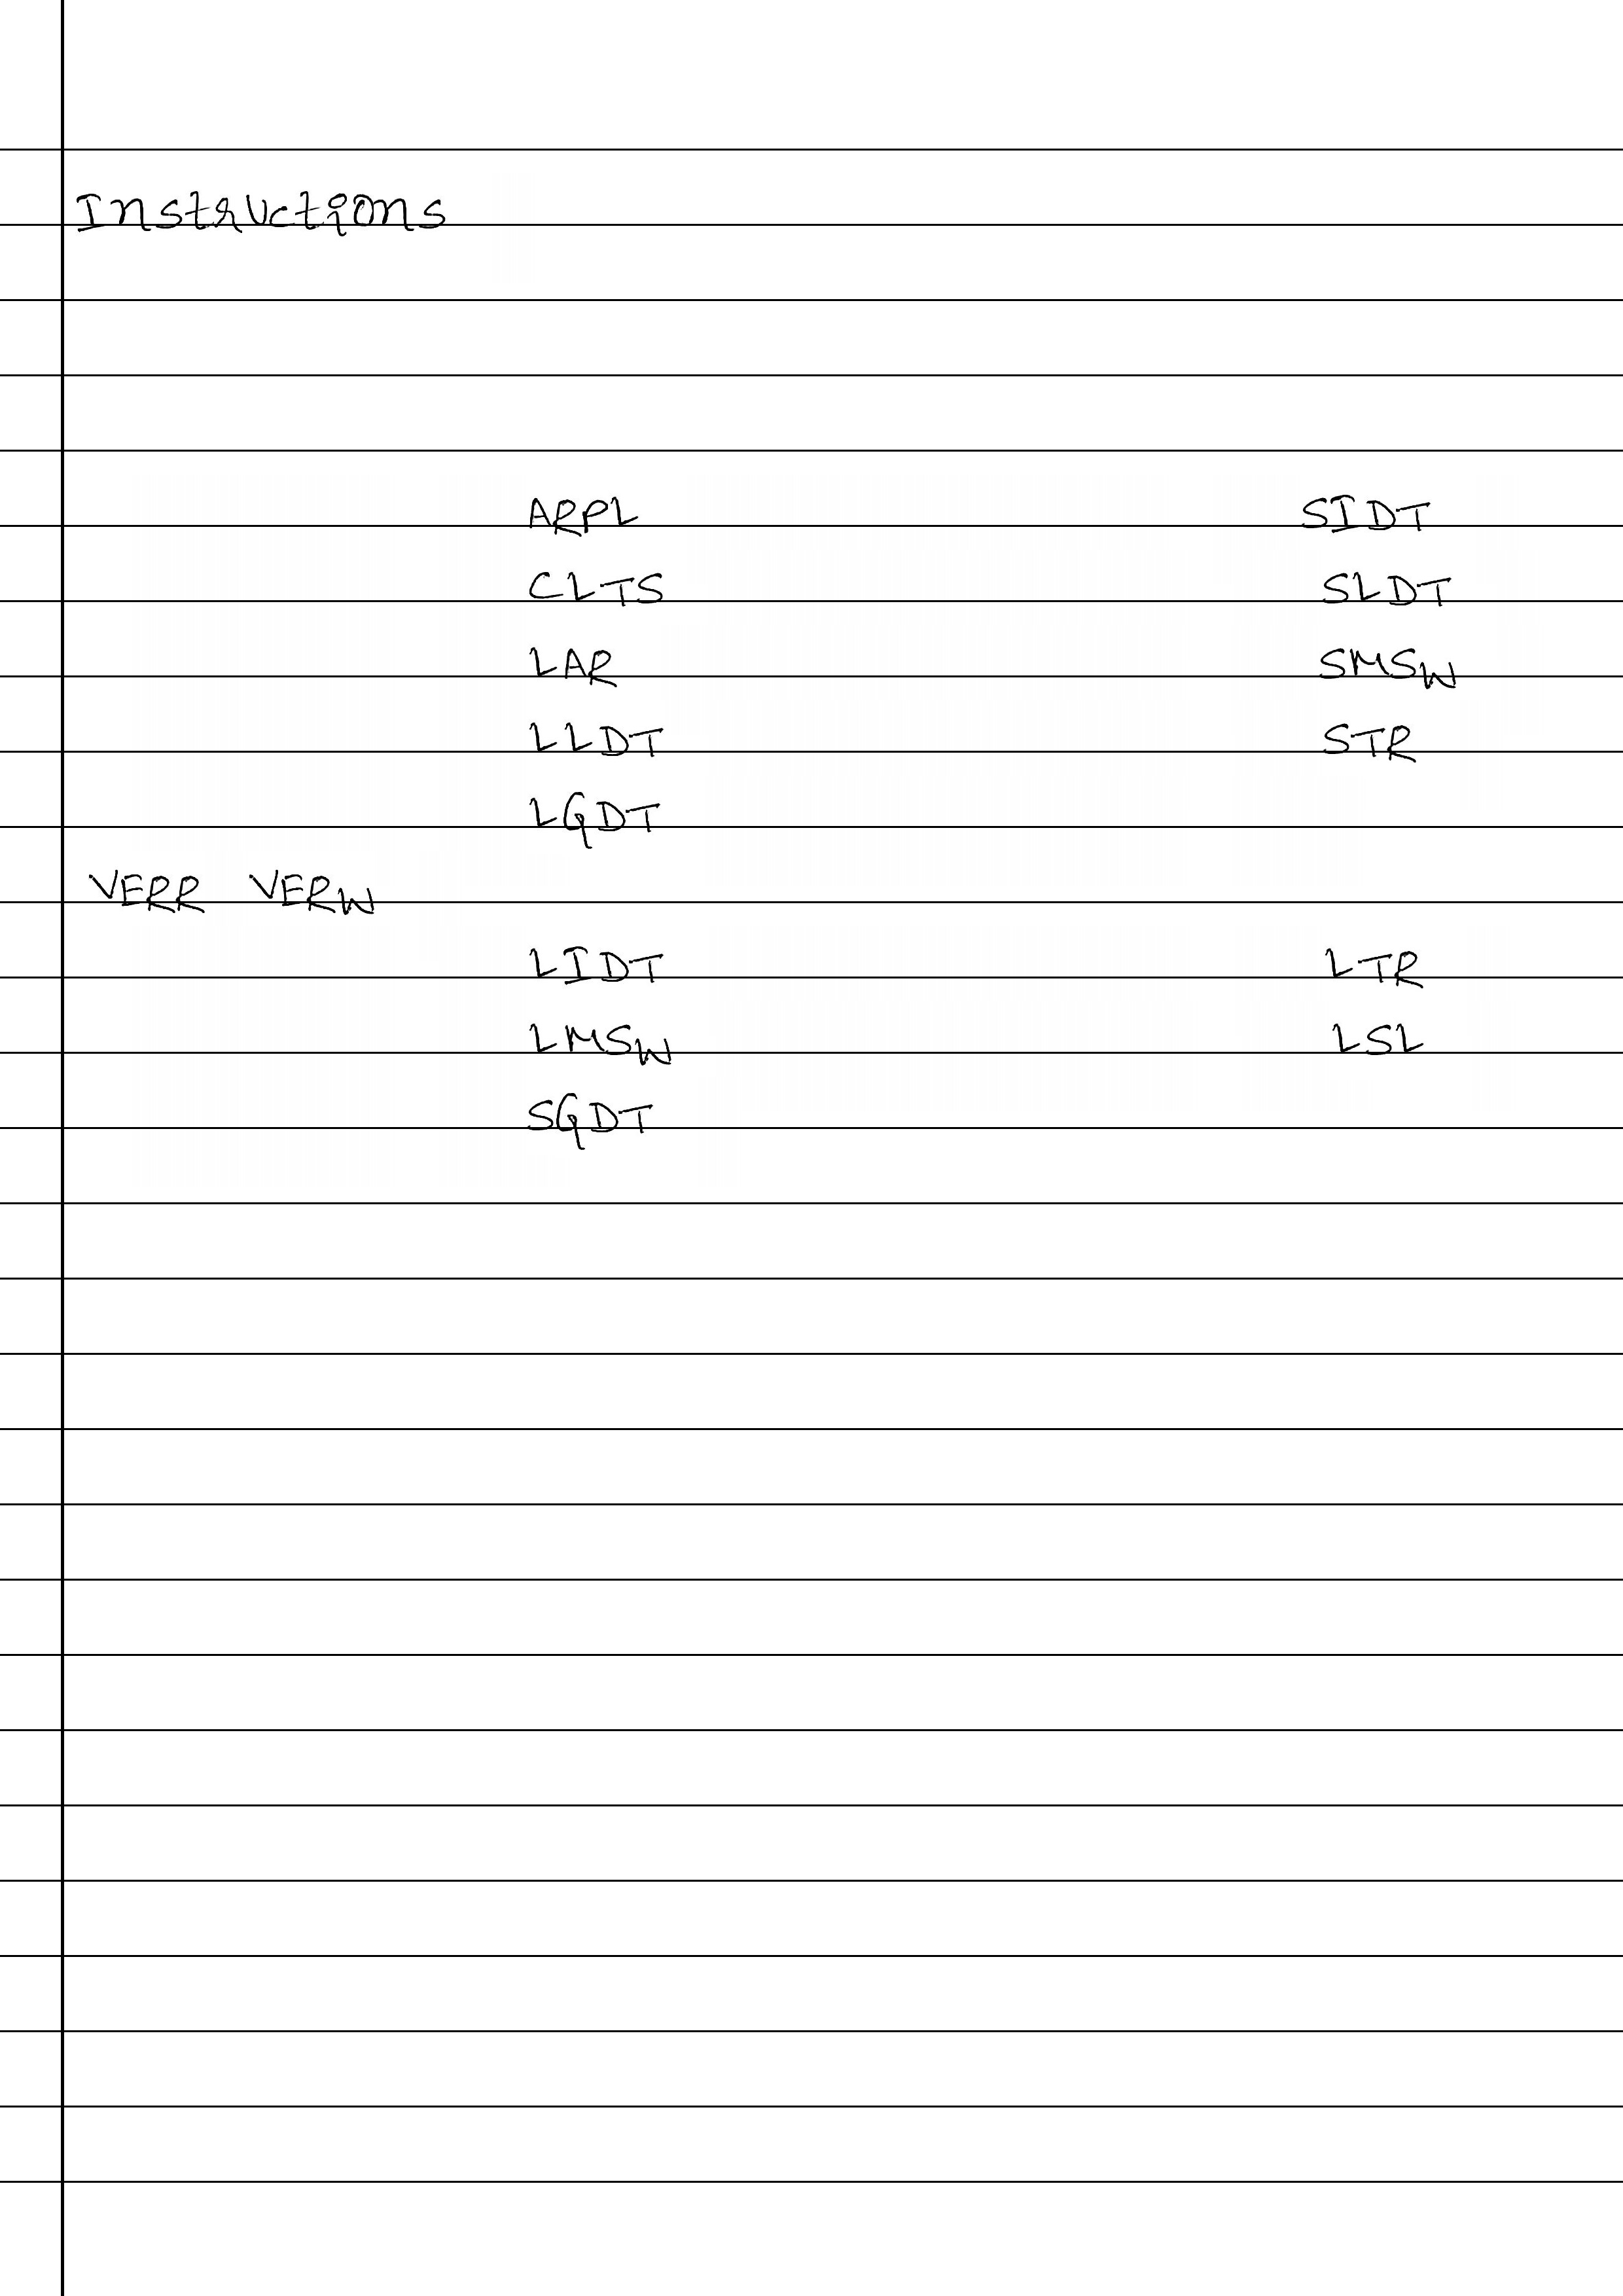 Instructions
ARPL SIDT
CLTS SLDT
LAR SMSW
LLDT STR
LGDT
VERR VERW
LIDT LTR
LMSW LSL
SGDT